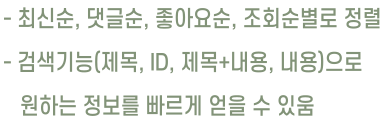 - 최신순, 댓글순, 좋아요순, 조회순별로 정렬
- 검색기능(제목, ID, 제목+내용, 내용)으로
원하는 정보를 빠르게 얻을 수 있움